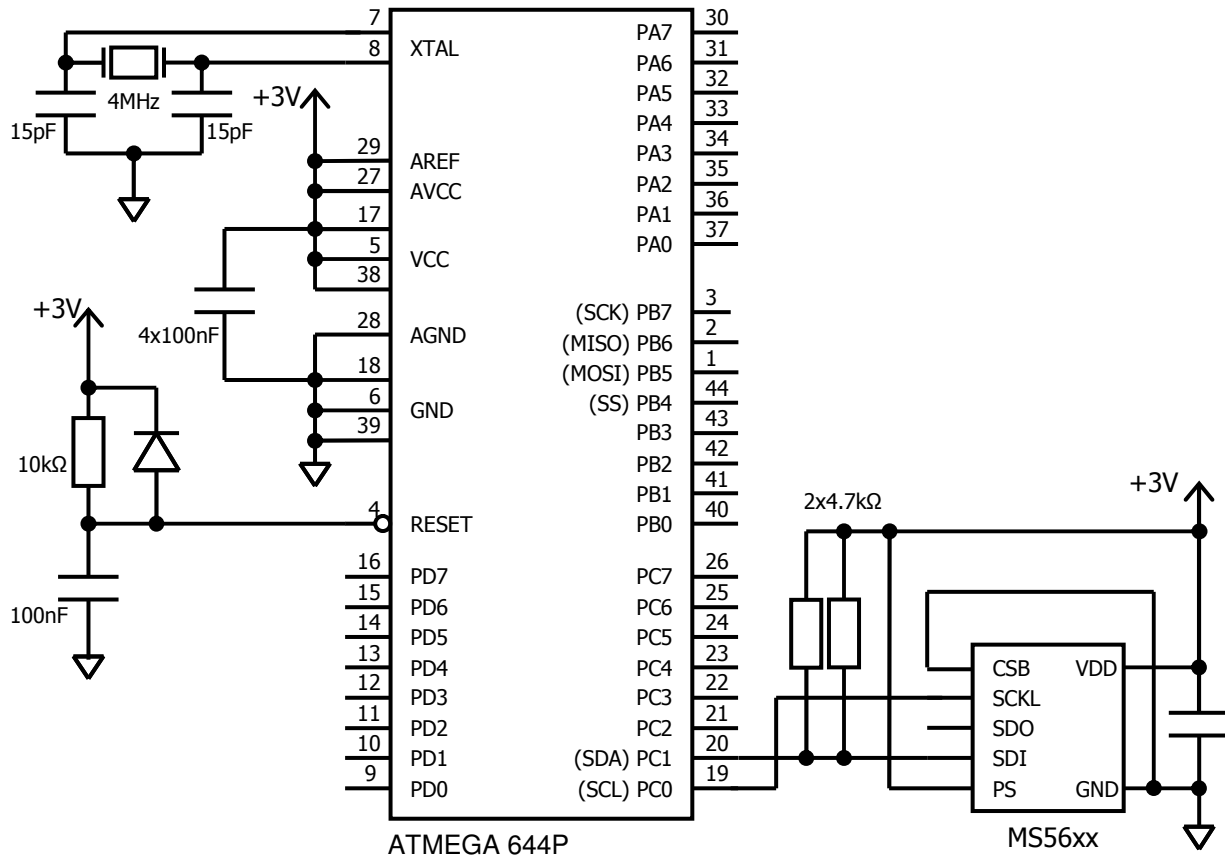 7
8
XTAL
4MHz
15pF
15pF
+3V
29
AREF
27
AVCC
17
5
VCC
38
4x100nF
28
AGND
18
6
GND
39
+3V
10kΩ
4
RESET
100nF
16
PD7
15
PD6
14
PD5
13
PD4
12
PD3
11
PD2
10
PD1
9
PD0
PA7
30
PA6
31
PA5
32
PA4
33
PA3
34
PA2
35
PA1
36
PA0
37
(SCK) PB7
3
(MISO) PB6
2
(MOSI) PB5
1
(SS) PB4
44
PB3
43
PB2
42
PB1
41
PB0
40
PC7
26
PC6
25
PC5
24
PC4
23
PC3
22
PC2
21
(SDA) PC1
20
(SCL) PC0
19
ATMEGA 644P
2x4.7kΩ
+3V
CSB
VDD
SCKL
SDO
SDI
PS
GND
MS56xx